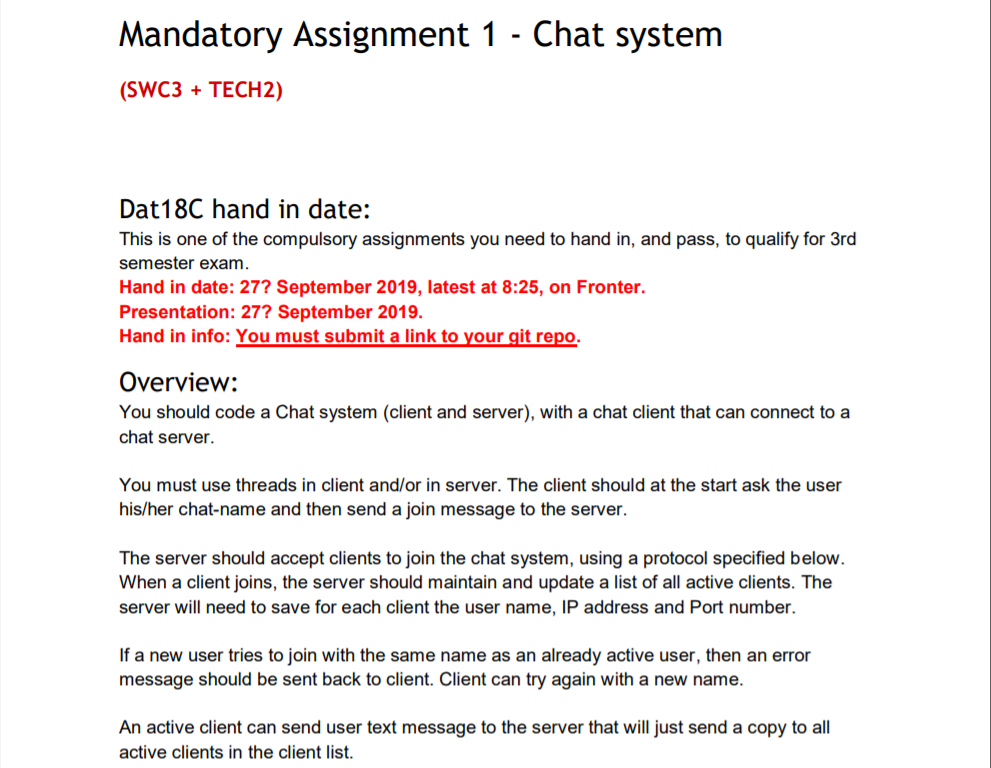 Mandatory Assignment 1 - Chat system
(SWC3 + TECH2)
Dat18C hand in date:
This is one of the compulsory assignments you need to hand in, and pass, to qualify for 3rd
semester exam.
Hand in date: 27? September 2019, latest at 8:25, on Fronter.
Presentation: 27? September 2019.
Hand in info: You must submit a link to your git repo.
Overview:
You should code a Chat system (client and server), with a chat client that can connect to a
chat server.
You must use threads in client and/or in server. The client should at the start ask the user
his/her chat-name and then send a join message to the server.
The server should accept clients to join the chat system, using a protocol specified below.
When a client joins, the server should maintain and update a list of all active clients. The
server will need to save for each client the user name, IP address and Port number.
If a new user tries to join with the same name as an already active user, then an error
message should be sent back to client. Client can try again with a new name.
An active client can send user text message to the server that will just send a copy to all
active clients in the client list.